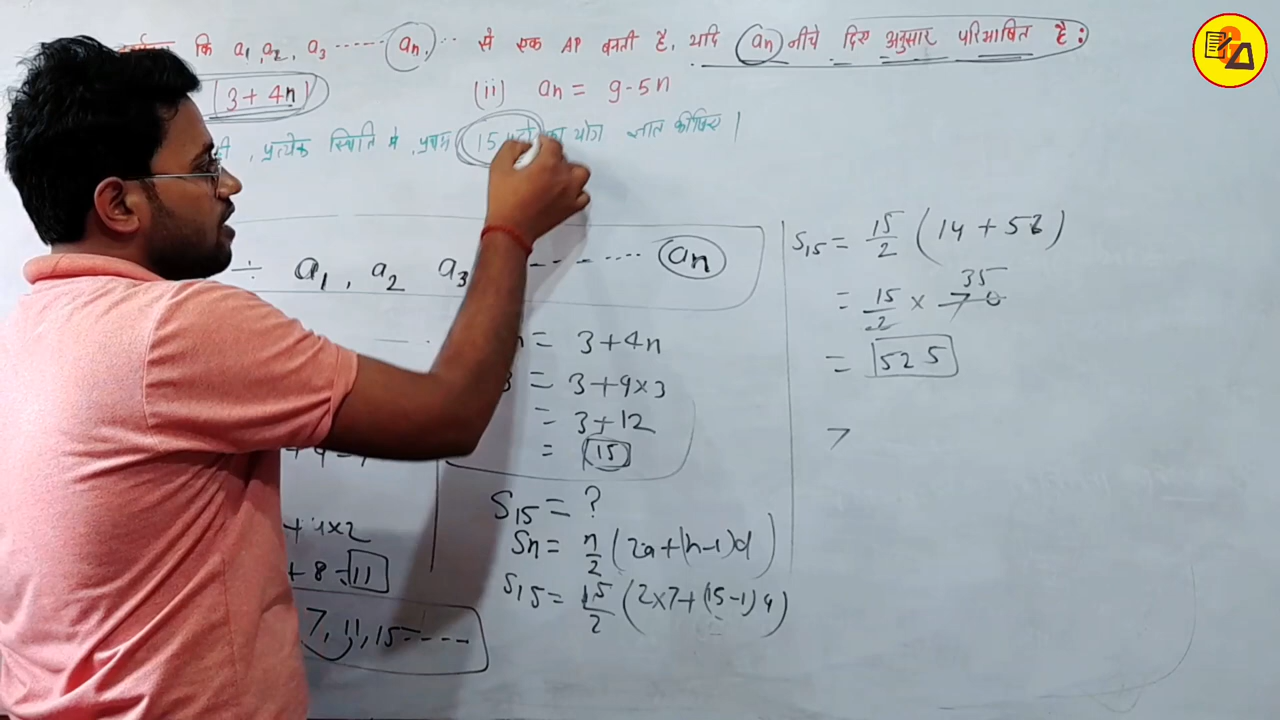 कि a₁, a₂, a₃ ------ an, -- से एक AP बनती है, यदि an नीचे दिए अनुसार परिभाषित है:
3 + 4n (ii) an = 9-5n
, प्रत्येक स्थिति में, प्रथम 15 का योग ज्ञात कीजिए।
÷ a₁, a₂ a₃ ---------- an
= 3+4n
3 = 3+4×3
= 3+12
= 15
+4×2
+8 = 11
7, 11, 15-----
S₁₅ = ?
Sn = n/2 (2a+(n-1)d)
S₁₅ = 15/2 (2×7+(15-1)4)
S₁₅ = 15/2 (14 + 56)
= 15/2 × 70 35
= 525